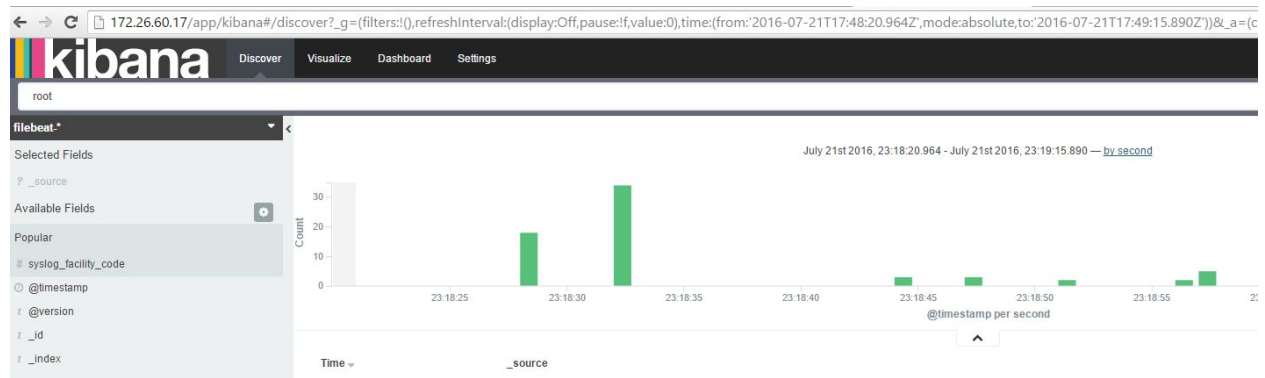 172.26.60.17/app/kibana#/discover?_g=(filters:!(),refreshInterval:(display:Off,pause:!f,value:0),time:(from:'2016-07-21T17:48:20.964Z',mode:absolute,to:'2016-07-21T17:49:15.890Z'))&_a=(c
kibana Discover Visualize Dashboard Settings
root
filebeat-*
Selected Fields
? _source
Available Fields
Popular
# syslog_facility_code
@timestamp
t @version
t _id
t _index
July 21st 2016, 23:18:20.964 - July 21st 2016, 23:19:15.890 — by second
Count
30
20
10
0
23:18:25 23:18:30 23:18:35 23:18:40 23:18:45 23:18:50 23:18:55
@timestamp per second
Time _source